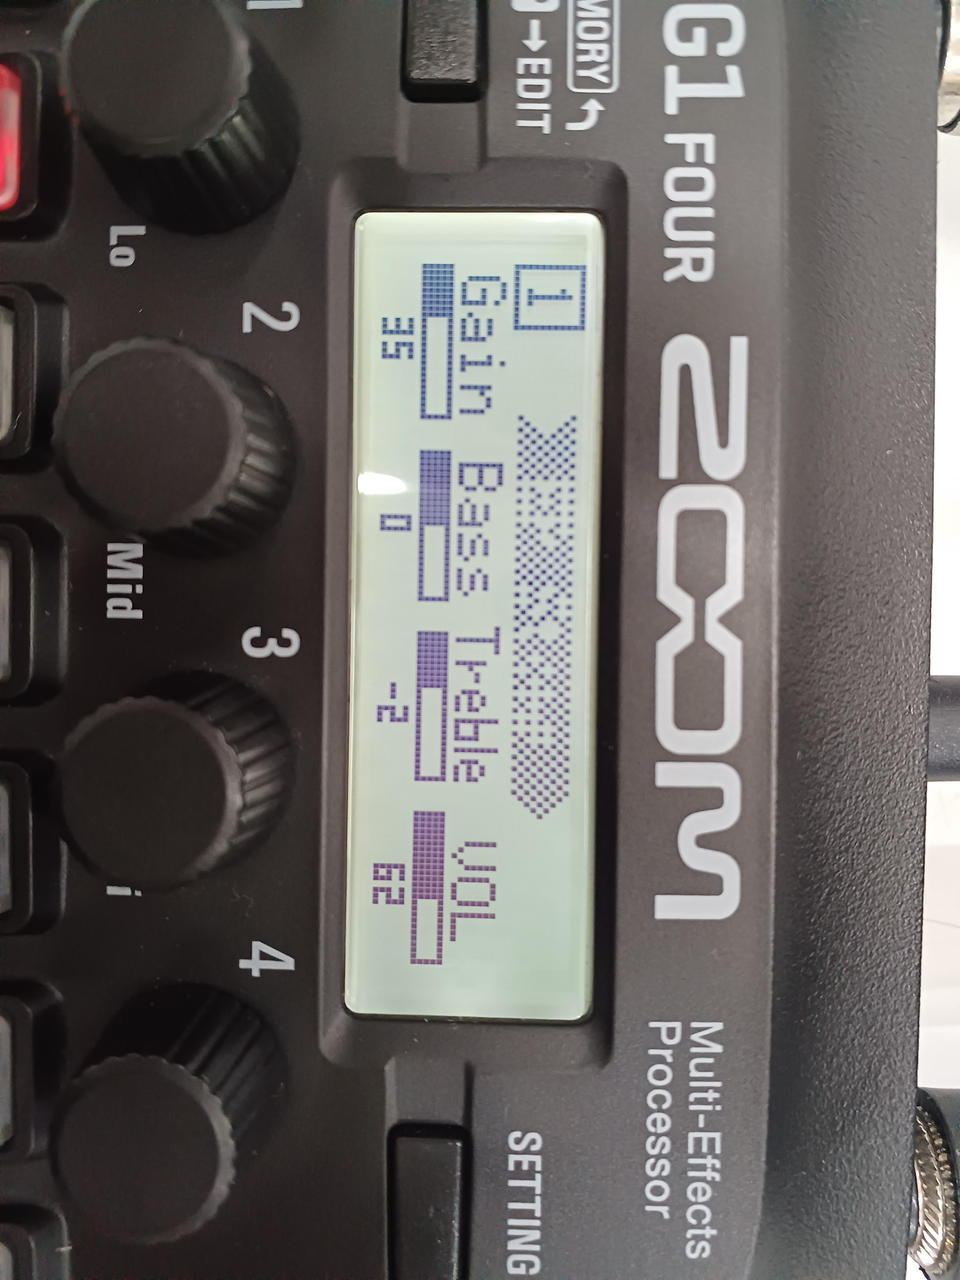 G1 FOUR ZOOM Multi-Effects
Processor
MORY
→EDIT
SETTING
1
Gain Bass Treble VOL
35 0 -2 62
1 2 3 4
Lo Mid